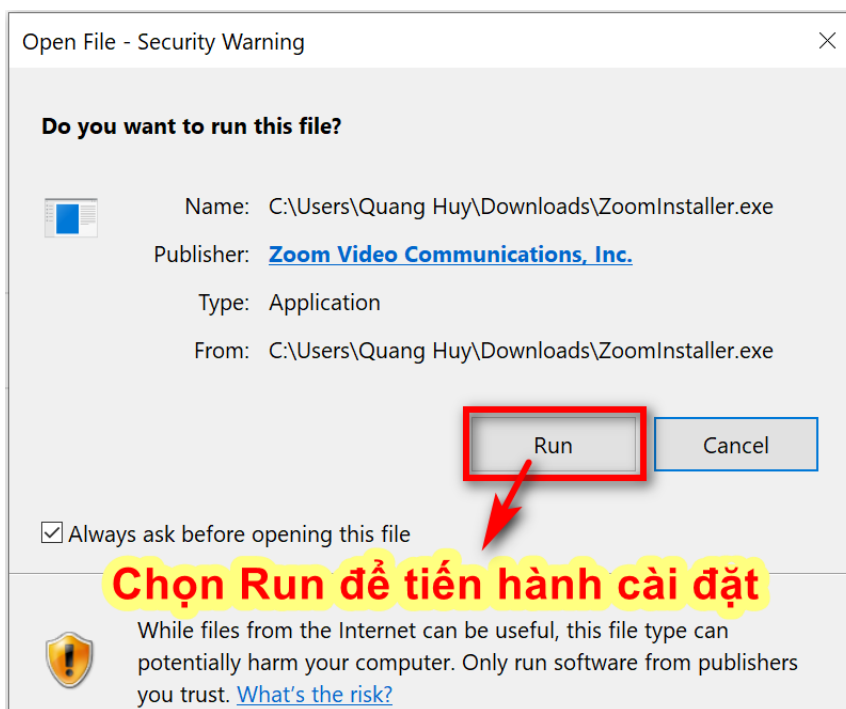 Open File - Security Warning
Do you want to run this file?
Name: C:\Users\Quang Huy\Downloads\ZoomInstaller.exe
Publisher: Zoom Video Communications, Inc.
Type: Application
From: C:\Users\Quang Huy\Downloads\ZoomInstaller.exe
Run Cancel
Always ask before opening this file
Chọn Run để tiến hành cài đặt
While files from the Internet can be useful, this file type can
potentially harm your computer. Only run software from publishers
you trust. What's the risk?